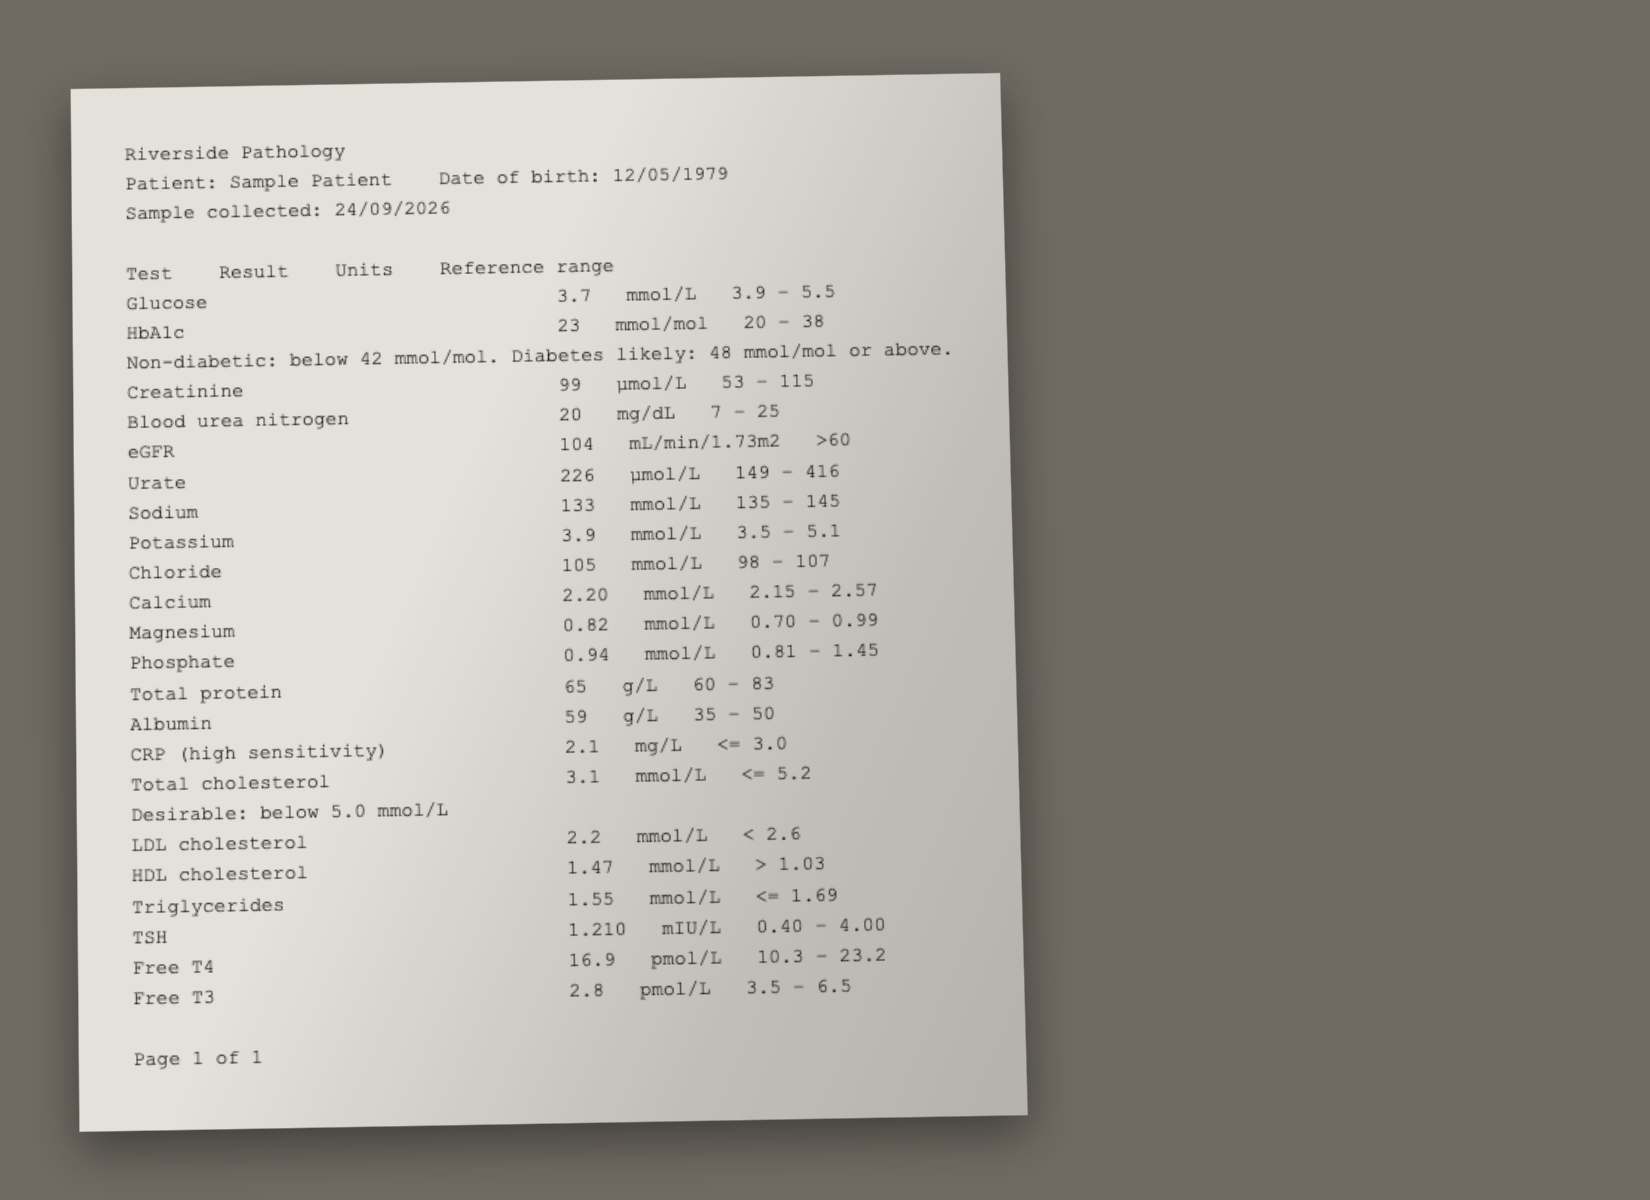 Riverside Pathology
Patient: Sample Patient    Date of birth: 12/05/1979
Sample collected: 24/09/2026
Test    Result    Units    Reference range
Glucose    3.7    mmol/L    3.9 - 5.5
HbA1c    23    mmol/mol    20 - 38
Non-diabetic: below 42 mmol/mol. Diabetes likely: 48 mmol/mol or above.
Creatinine    99    µmol/L    53 - 115
Blood urea nitrogen    20    mg/dL    7 - 25
eGFR    104    mL/min/1.73m2    >60
Urate    226    µmol/L    149 - 416
Sodium    133    mmol/L    135 - 145
Potassium    3.9    mmol/L    3.5 - 5.1
Chloride    105    mmol/L    98 - 107
Calcium    2.20    mmol/L    2.15 - 2.57
Magnesium    0.82    mmol/L    0.70 - 0.99
Phosphate    0.94    mmol/L    0.81 - 1.45
Total protein    65    g/L    60 - 83
Albumin    59    g/L    35 - 50
CRP (high sensitivity)    2.1    mg/L    <= 3.0
Total cholesterol    3.1    mmol/L    <= 5.2
Desirable: below 5.0 mmol/L
LDL cholesterol    2.2    mmol/L    < 2.6
HDL cholesterol    1.47    mmol/L    > 1.03
Triglycerides    1.55    mmol/L    <= 1.69
TSH    1.210    mIU/L    0.40 - 4.00
Free T4    16.9    pmol/L    10.3 - 23.2
Free T3    2.8    pmol/L    3.5 - 6.5
Page 1 of 1